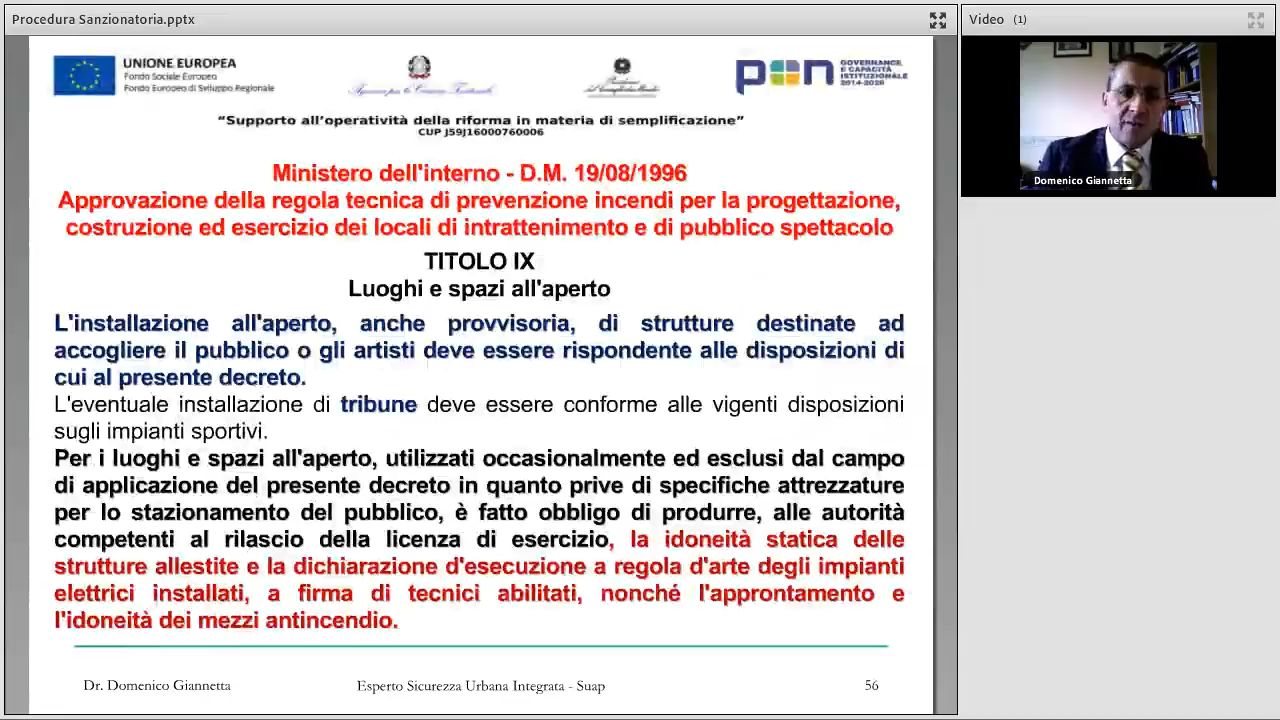 Procedura Sanzionatoria.pptx
Video (1)
UNIONE EUROPEA
Fondo Sociale Europeo
Fondo Europeo di Sviluppo Regionale
pon GOVERNANCE
E CAPACITÀ
ISTITUZIONALE
2014-2020
“Supporto all’operatività della riforma in materia di semplificazione”
CUP J59J16000760006
Domenico Giannetta
Ministero dell'interno - D.M. 19/08/1996
Approvazione della regola tecnica di prevenzione incendi per la progettazione,
costruzione ed esercizio dei locali di intrattenimento e di pubblico spettacolo
TITOLO IX
Luoghi e spazi all'aperto
L'installazione all'aperto, anche provvisoria, di strutture destinate ad
accogliere il pubblico o gli artisti deve essere rispondente alle disposizioni di
cui al presente decreto.
L'eventuale installazione di tribune deve essere conforme alle vigenti disposizioni
sugli impianti sportivi.
Per i luoghi e spazi all'aperto, utilizzati occasionalmente ed esclusi dal campo
di applicazione del presente decreto in quanto prive di specifiche attrezzature
per lo stazionamento del pubblico, è fatto obbligo di produrre, alle autorità
competenti al rilascio della licenza di esercizio, la idoneità statica delle
strutture allestite e la dichiarazione d'esecuzione a regola d'arte degli impianti
elettrici installati, a firma di tecnici abilitati, nonché l'approntamento e
l'idoneità dei mezzi antincendio.
Dr. Domenico Giannetta
Esperto Sicurezza Urbana Integrata - Suap
56